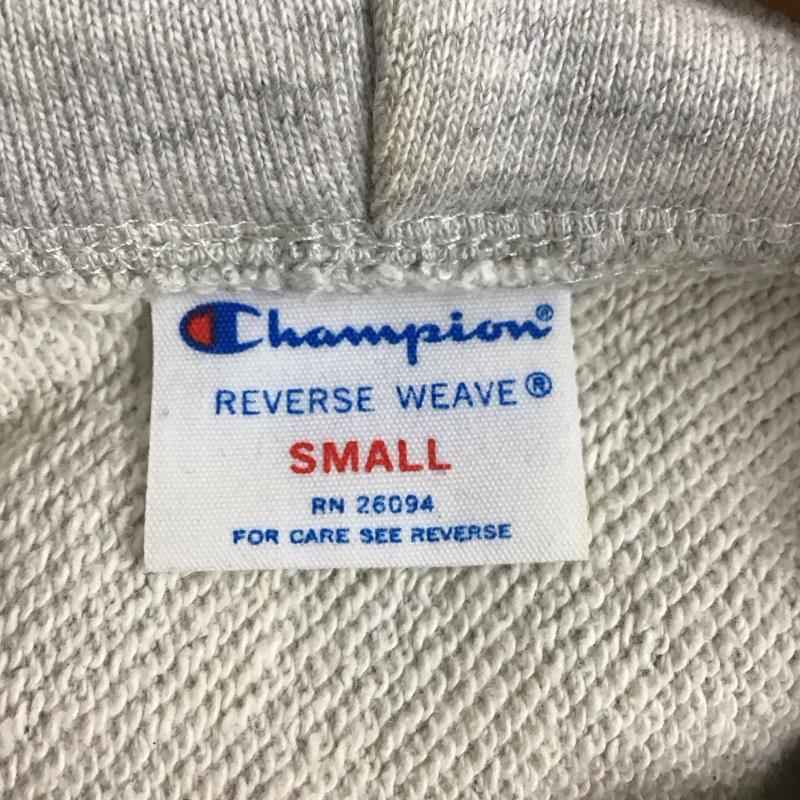 Champion®
REVERSE WEAVE®
SMALL
RN 26094
FOR CARE SEE REVERSE